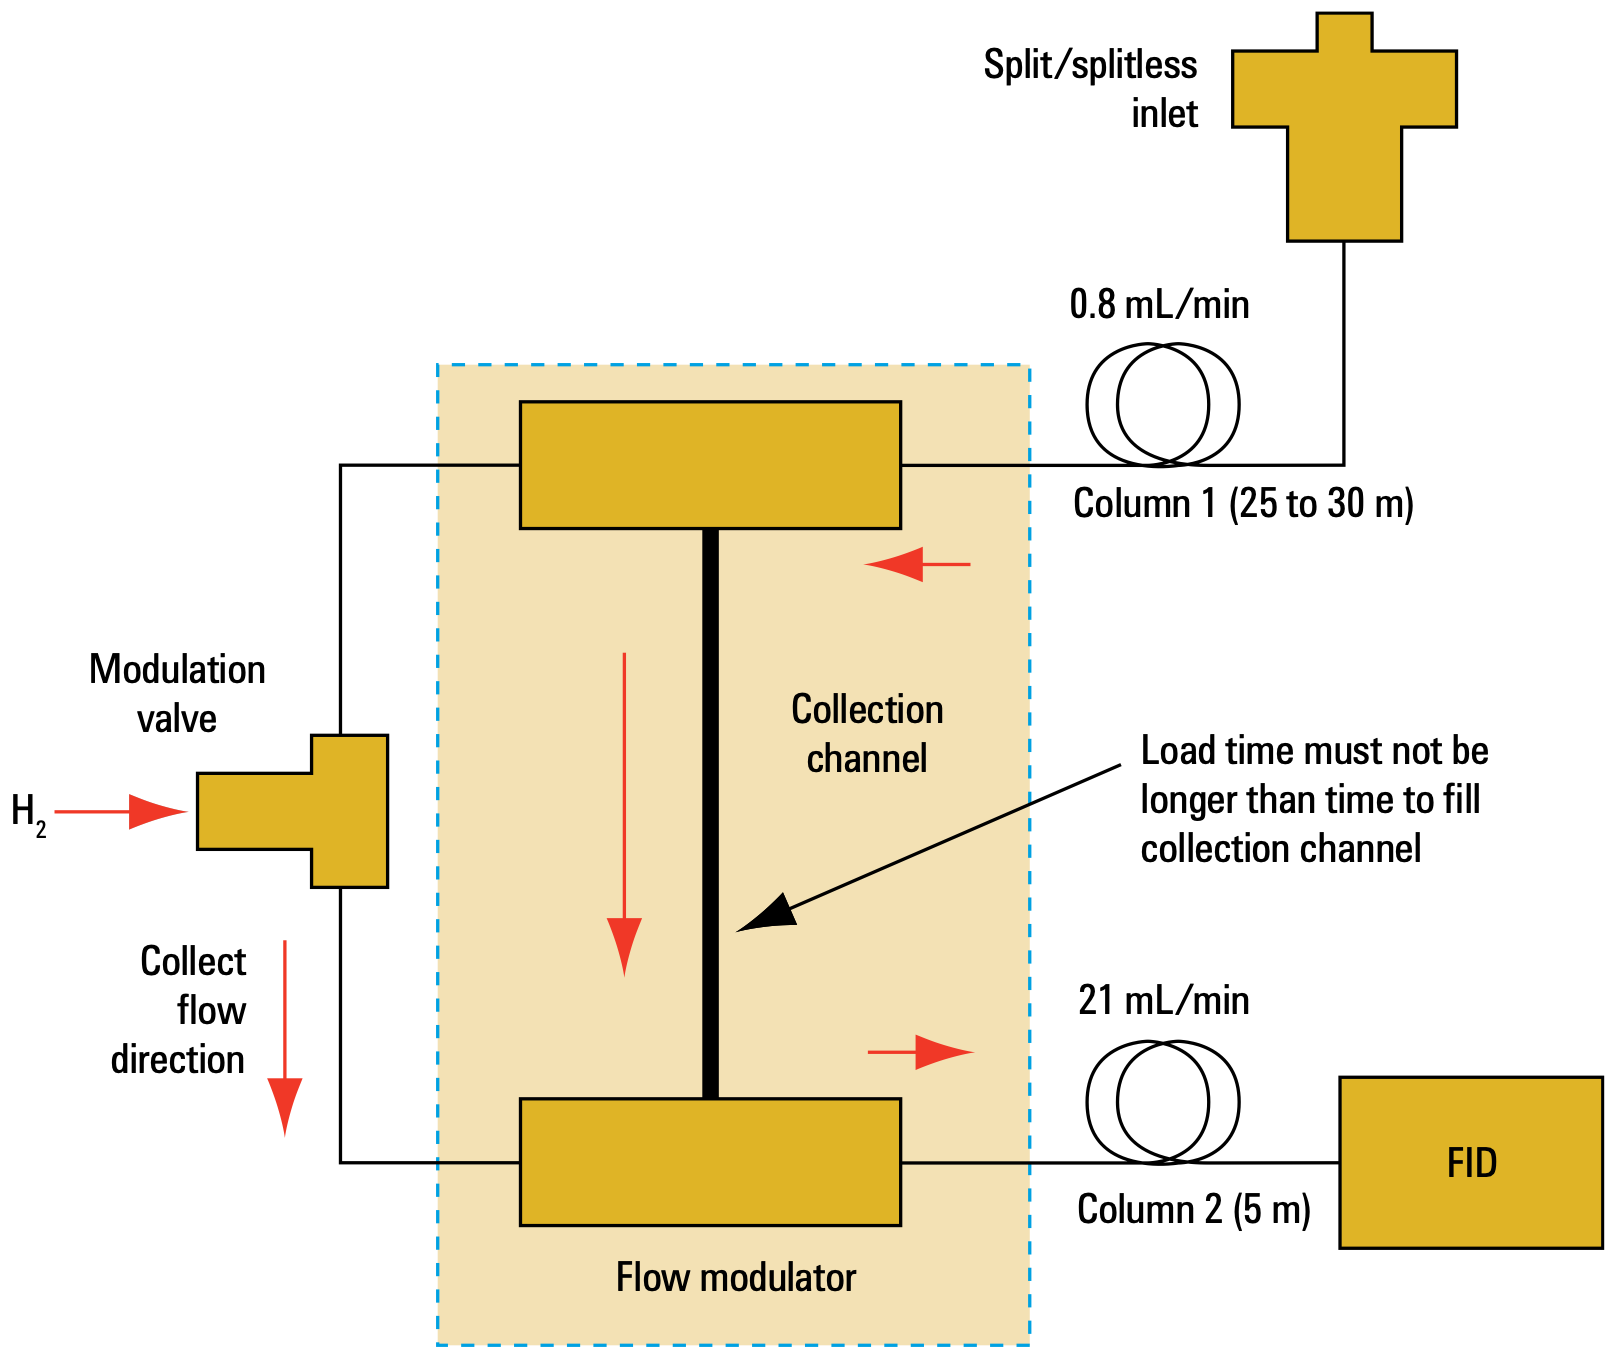 Split/splitless
inlet
0.8 mL/min
Column 1 (25 to 30 m)
Modulation
valve
Collection
channel
Load time must not be
longer than time to fill
collection channel
H₂
Collect
flow
direction
21 mL/min
FID
Column 2 (5 m)
Flow modulator